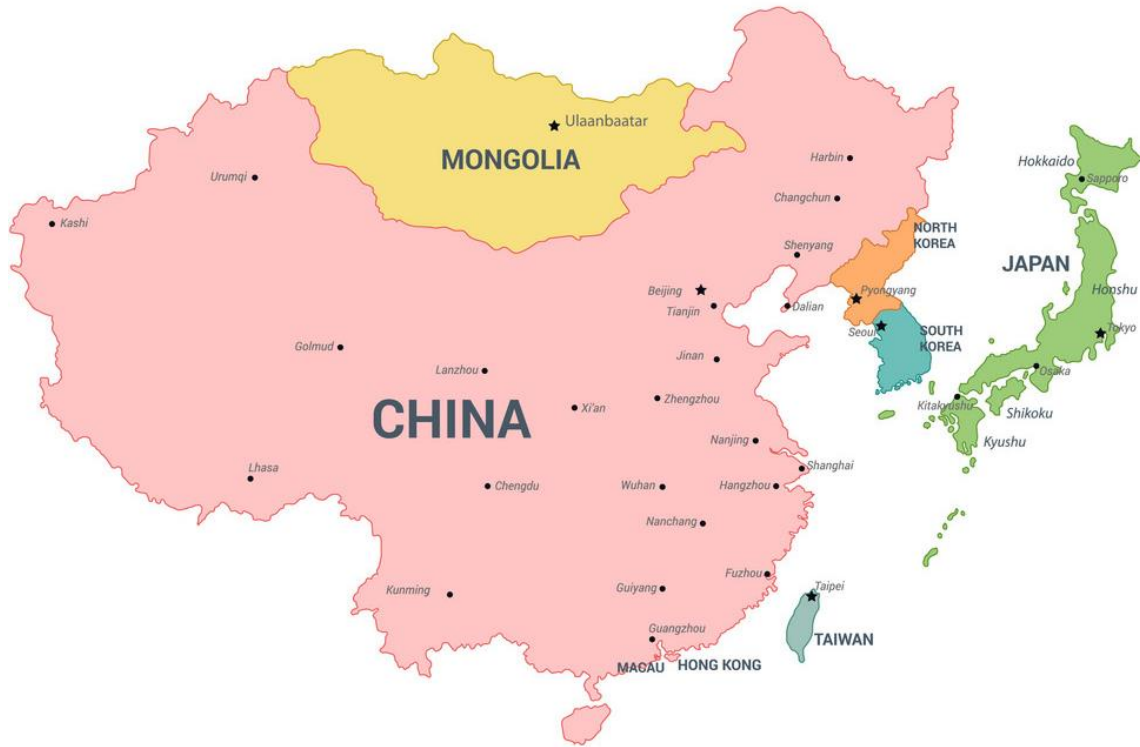 Ulaanbaatar
MONGOLIA
Harbin
Hokkaido
Sapporo
Urumqi
Changchun
Kashi
NORTH
KOREA
Shenyang
JAPAN
Beijing
Pyongyang
Honshu
Tianjin
Dalian
Seoul
SOUTH
KOREA
Tokyo
Golmud
Jinan
Lanzhou
Osaka
CHINA
Xi'an
Zhengzhou
Kitakyushu
Shikoku
Nanjing
Kyushu
Lhasa
Shanghai
Chengdu
Wuhan
Hangzhou
Nanchang
Fuzhou
Kunming
Guiyang
Taipei
Guangzhou
TAIWAN
MACAU
HONG KONG